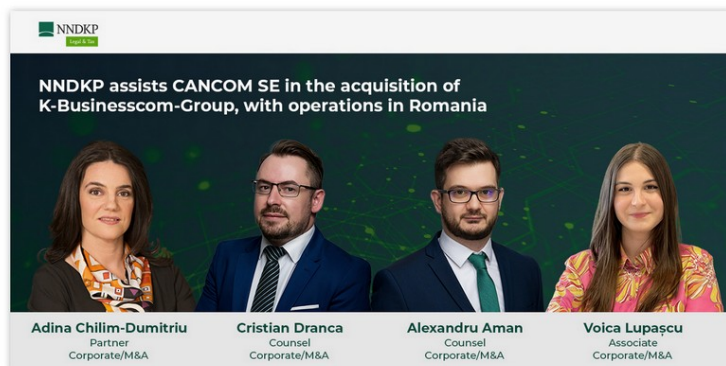 NNDKP
Legal & Tax
NNDKP assists CANCOM SE in the acquisition of
K-Businesscom-Group, with operations in Romania
Adina Chilim-Dumitriu
Partner
Corporate/M&A
Cristian Dranca
Counsel
Corporate/M&A
Alexandru Aman
Counsel
Corporate/M&A
Voica Lupașcu
Associate
Corporate/M&A